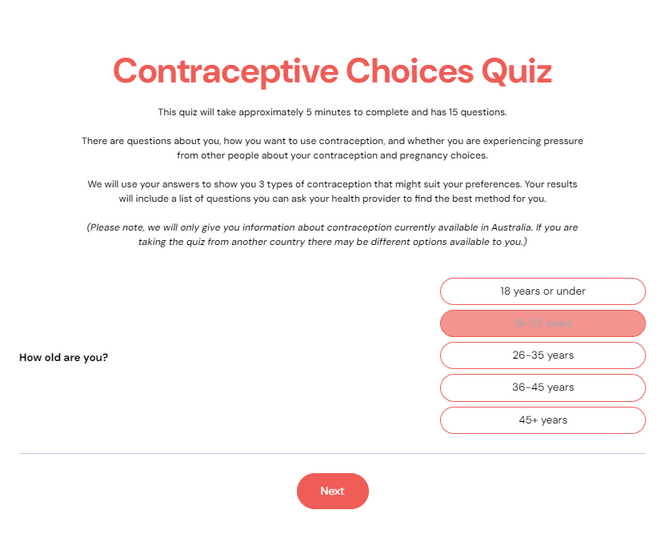 Contraceptive Choices Quiz
This quiz will take approximately 5 minutes to complete and has 15 questions.
There are questions about you, how you want to use contraception, and whether you are experiencing pressure
from other people about your contraception and pregnancy choices.
We will use your answers to show you 3 types of contraception that might suit your preferences. Your results
will include a list of questions you can ask your health provider to find the best method for you.
(Please note, we will only give you information about contraception currently available in Australia. If you are
taking the quiz from another country there may be different options available to you.)
How old are you?
18 years or under
19-25 years
26-35 years
36-45 years
45+ years
Next